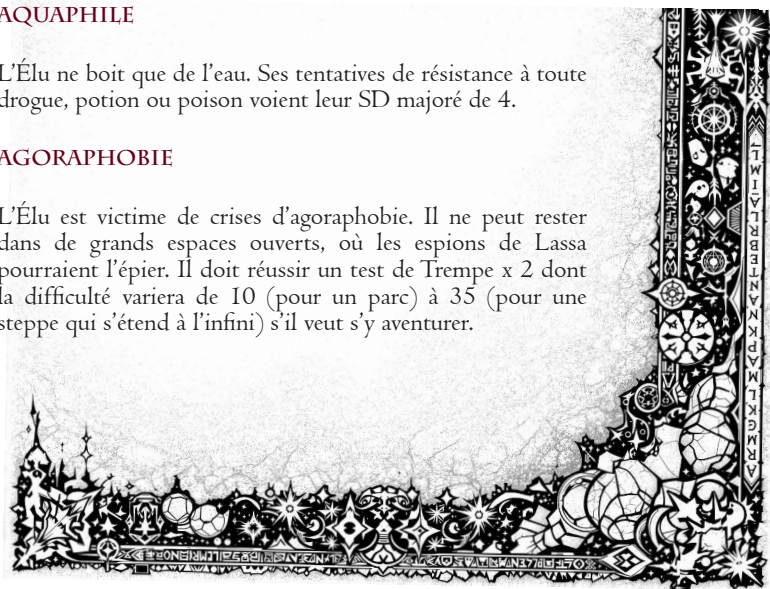 AQUAPHILE
L’Élu ne boit que de l’eau. Ses tentatives de résistance à toute
drogue, potion ou poison voient leur SD majoré de 4.
AGORAPHOBIE
L’Élu est victime de crises d’agoraphobie. Il ne peut rester
dans de grands espaces ouverts, où les espions de Lassa
pourraient l’épier. Il doit réussir un test de Trempe x 2 dont
la difficulté variera de 10 (pour un parc) à 35 (pour une
steppe qui s’étend à l’infini) s’il veut s’y aventurer.